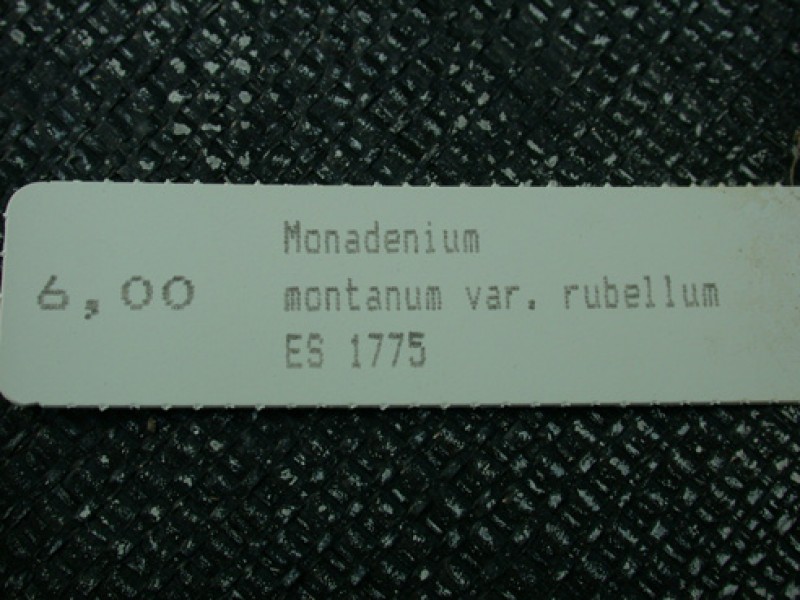 Monadenium
6,00 montanum var. rubellum
ES 1775